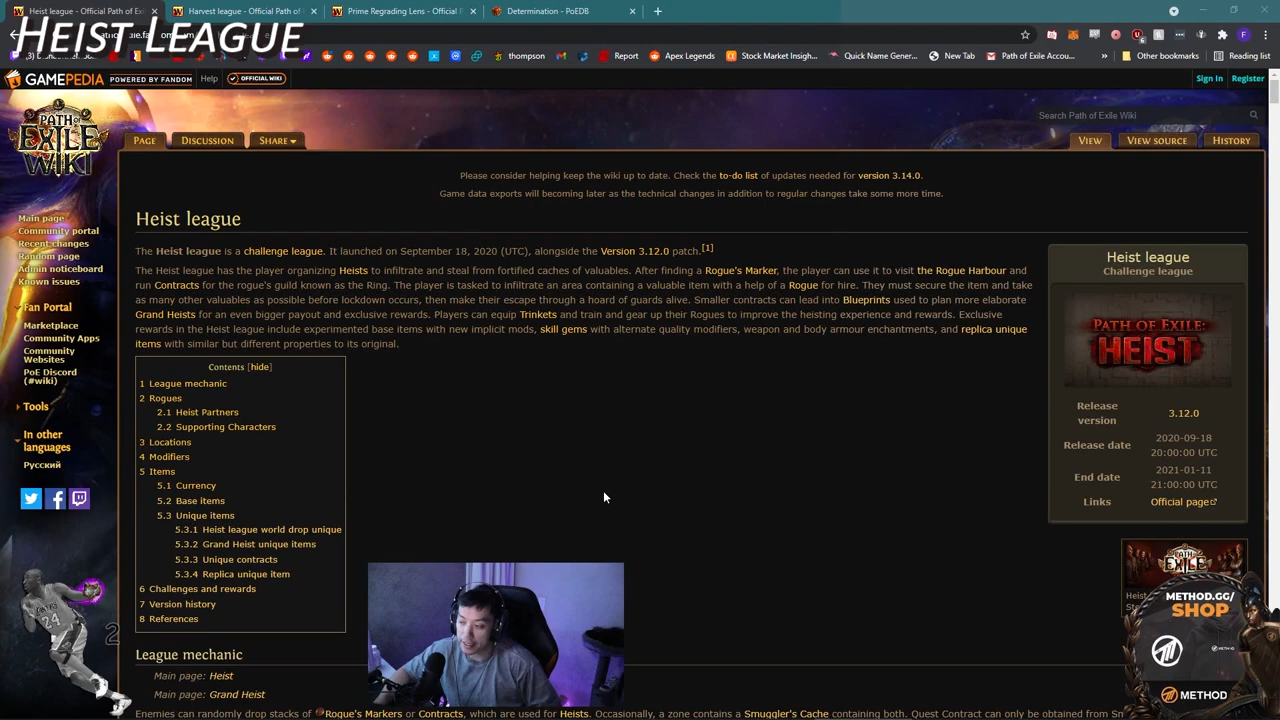 Heist league - Official Path of Ex
Harvest league - Official Path of
Prime Regrading Lens
Determination - PoEDB
HEIST LEAGUE
thompson
Report
Apex Legends
Stock Market Insigh...
Quick Name Gener...
New Tab
Path of Exile Accou...
Other bookmarks
Reading list
GAMEPEDIA
POWERED BY FANDOM
Help
OFFICIAL WIKI
Sign In
Register
PATH OF EXILE WIKI
Search Path of Exile Wiki
PAGE
DISCUSSION
SHARE
VIEW
VIEW SOURCE
HISTORY
Please consider helping keep the wiki up to date. Check the to-do list of updates needed for version 3.14.0.
Game data exports will becoming later as the technical changes in addition to regular changes take some more time.
Main page
Community portal
Recent changes
Random page
Admin noticeboard
Known issues
Fan Portal
Marketplace
Community Apps
Community
Websites
PoE Discord
(#wiki)
Tools
In other
languages
Русский
Heist league
The Heist league is a challenge league. It launched on September 18, 2020 (UTC), alongside the Version 3.12.0 patch.[1]
The Heist league has the player organizing Heists to infiltrate and steal from fortified caches of valuables. After finding a Rogue's Marker, the player can use it to visit the Rogue Harbour and
run Contracts for the rogue's guild known as the Ring. The player is tasked to infiltrate an area containing a valuable item with a help of a Rogue for hire. They must secure the item and take
as many other valuables as possible before lockdown occurs, then make their escape through a hoard of guards alive. Smaller contracts can lead into Blueprints used to plan more elaborate
Grand Heists for an even bigger payout and exclusive rewards. Players can equip Trinkets and train and gear up their Rogues to improve the heisting experience and rewards. Exclusive
rewards in the Heist league include experimented base items with new implicit mods, skill gems with alternate quality modifiers, weapon and body armour enchantments, and replica unique
items with similar but different properties to its original.
Contents [hide]
1 League mechanic
2 Rogues
2.1 Heist Partners
2.2 Supporting Characters
3 Locations
4 Modifiers
5 Items
5.1 Currency
5.2 Base items
5.3 Unique items
5.3.1 Heist league world drop unique
5.3.2 Grand Heist unique items
5.3.3 Unique contracts
5.3.4 Replica unique item
6 Challenges and rewards
7 Version history
8 References
League mechanic
Main page: Heist
Main page: Grand Heist
Enemies can randomly drop stacks of Rogue's Markers or Contracts, which are used for Heists. Occasionally, a zone contains a Smuggler's Cache containing both. Quest Contract can only be obtained from
Heist league
Challenge league
PATH OF EXILE:
HEIST
Release version 3.12.0
Release date 2020-09-18 20:00:00 UTC
End date 2021-01-11 21:00:00 UTC
Links Official page
PATH OF EXILE
METHOD.GG/
SHOP
METHOD
24
2